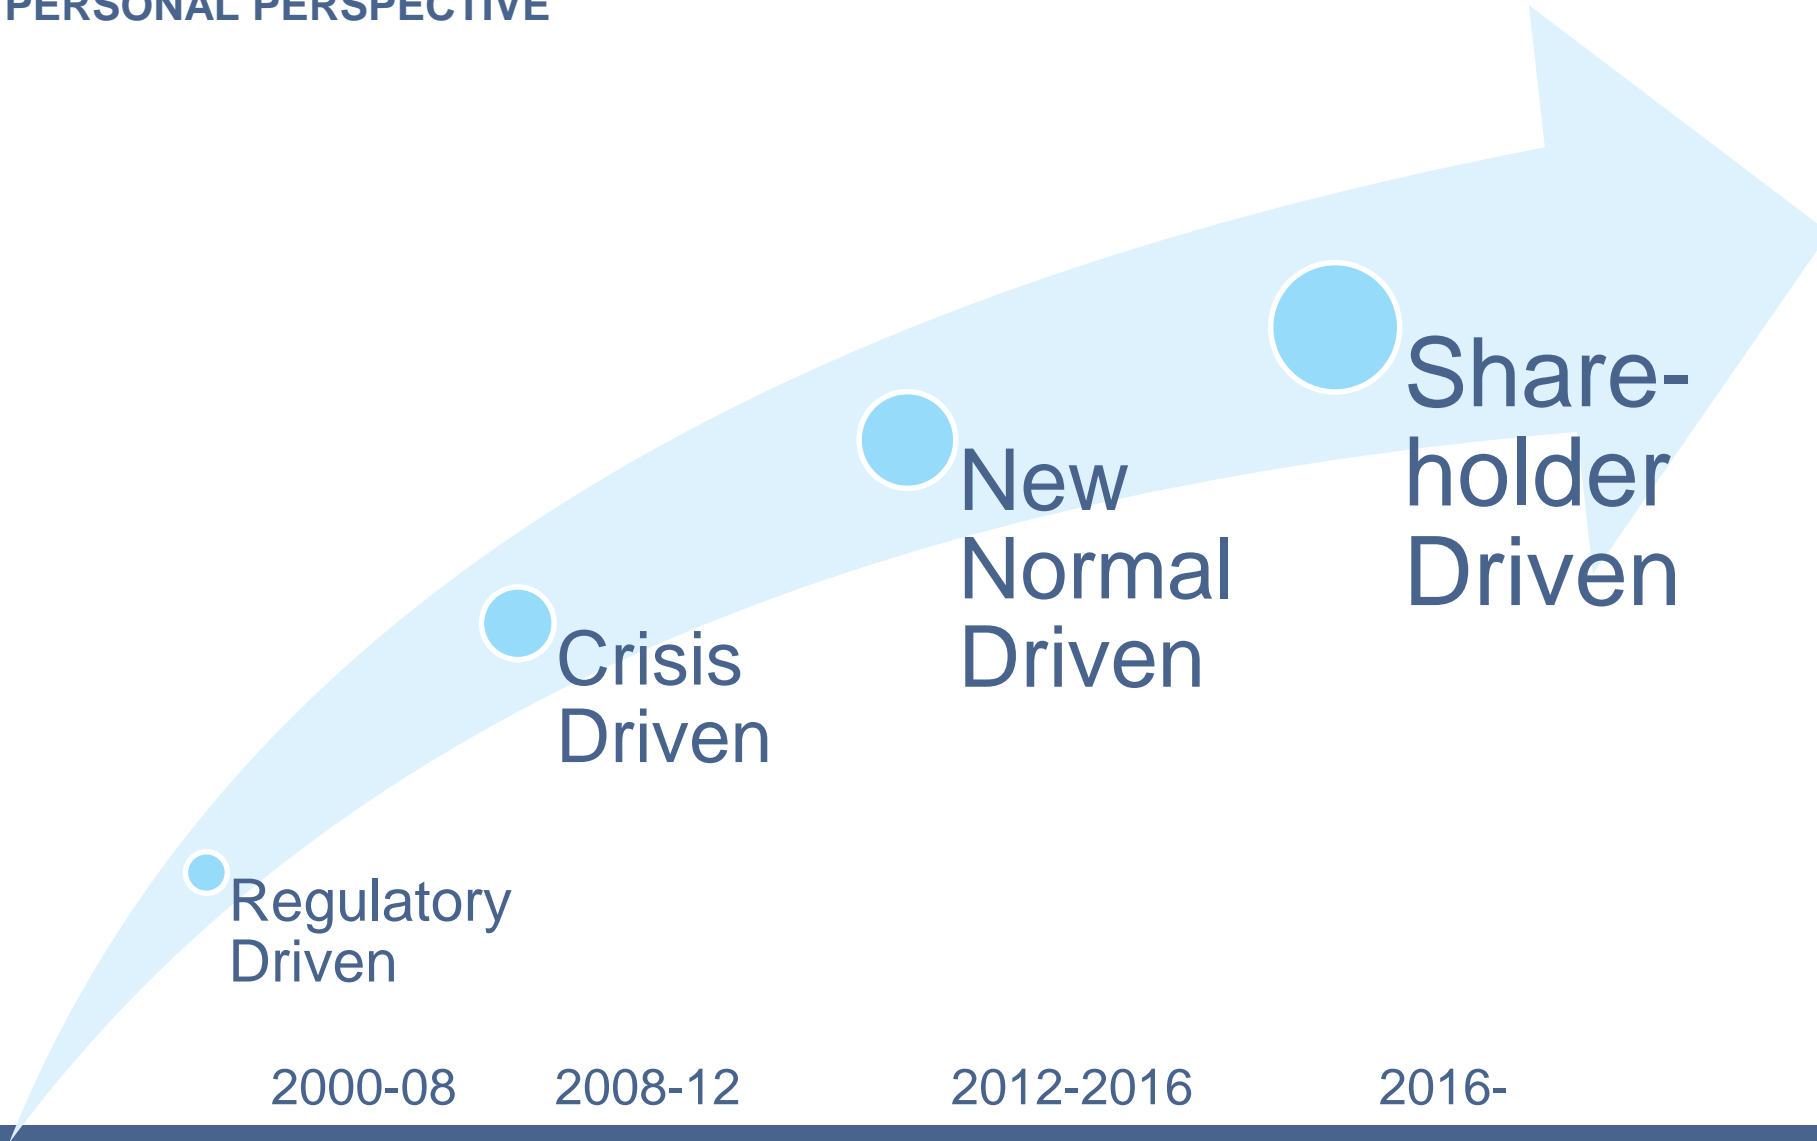 PERSONAL PERSPECTIVE
Share-
holder
Driven
New
Normal
Driven
Crisis
Driven
Regulatory
Driven
2000-08 2008-12 2012-2016 2016-